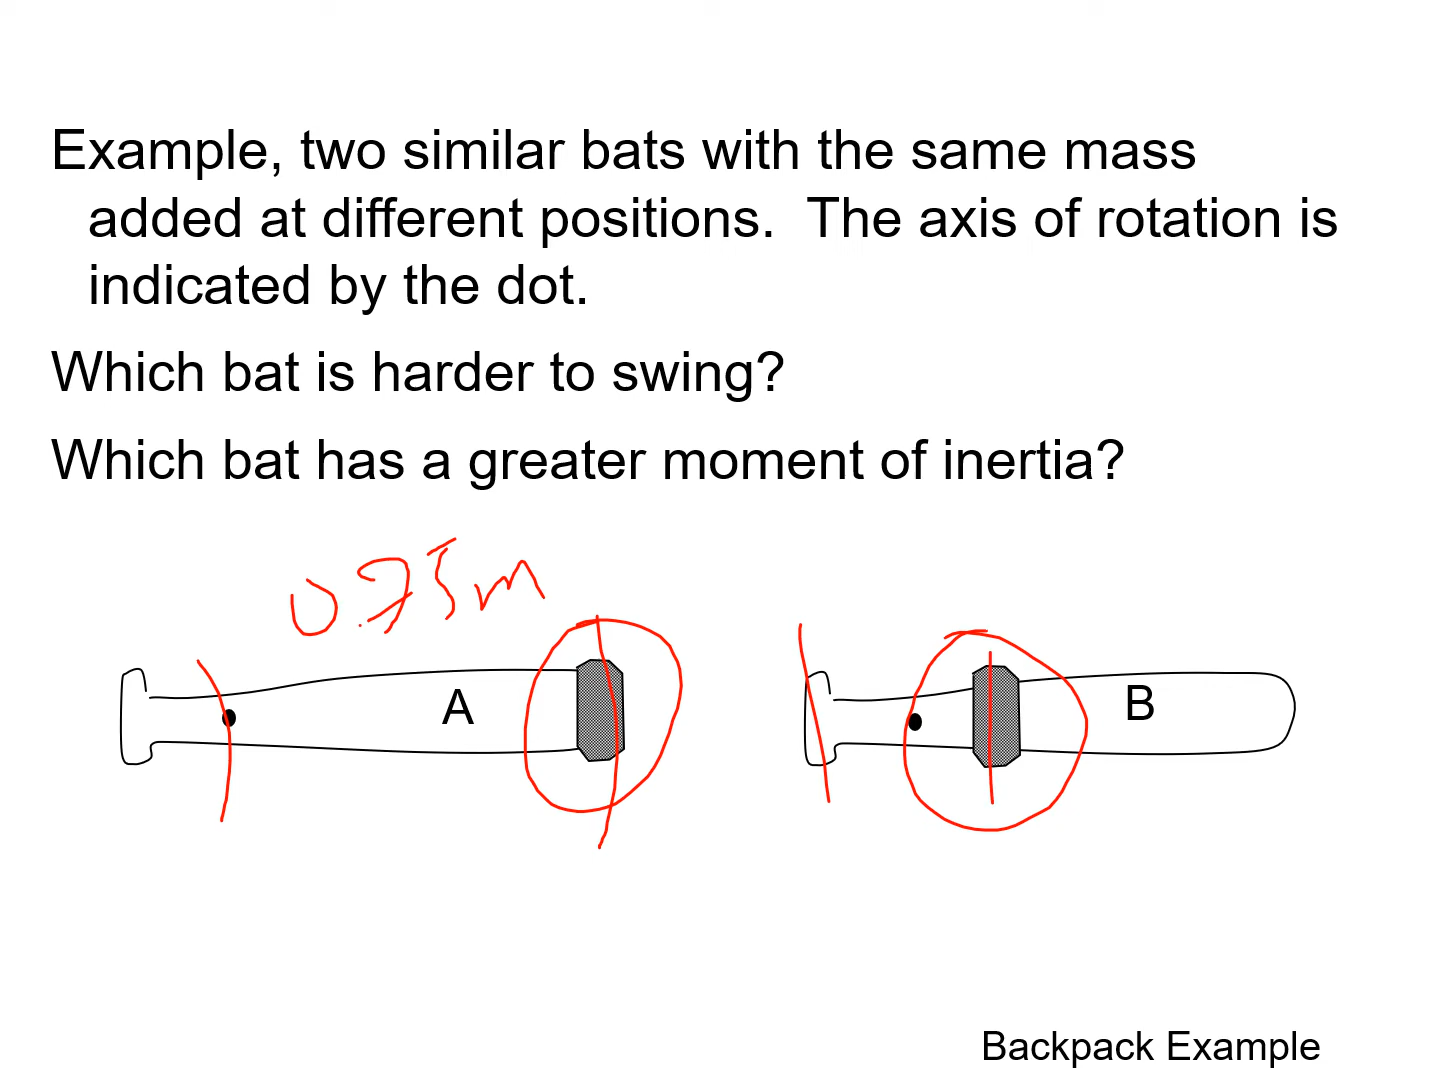 Example, two similar bats with the same mass
added at different positions. The axis of rotation is
indicated by the dot.
Which bat is harder to swing?
Which bat has a greater moment of inertia?
0.75m
A
B
Backpack Example